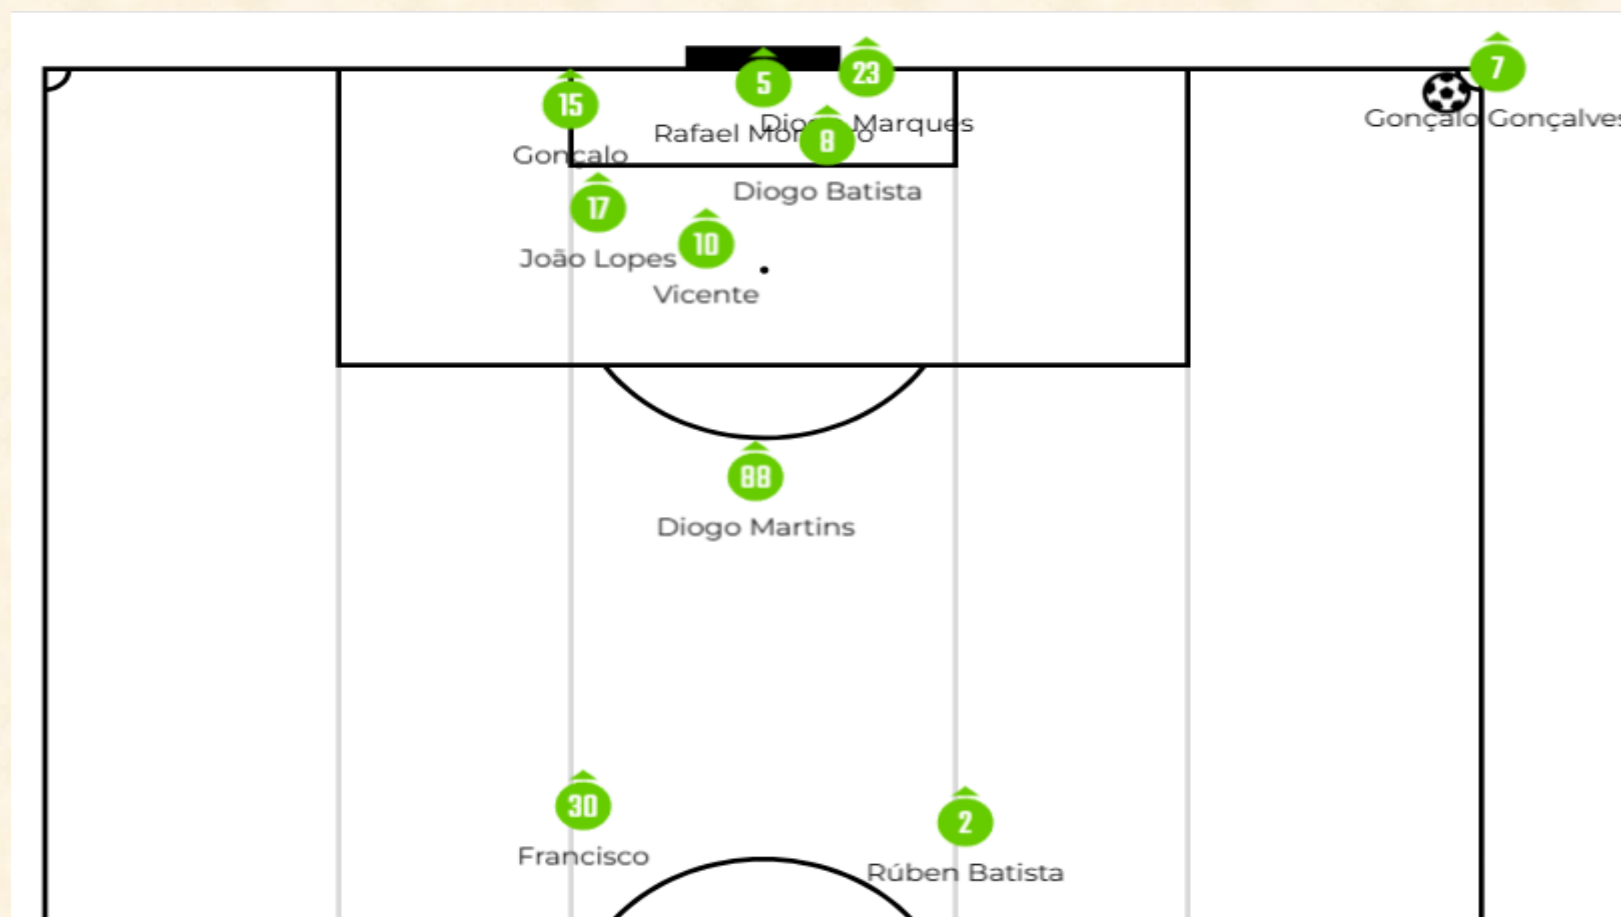 23
7
5
15
Gonçalo Gonçalves
Marques
Rafael
8
Gonçalo
Diogo Batista
17
10
João Lopes
Vicente
88
Diogo Martins
30
2
Francisco
Rúben Batista